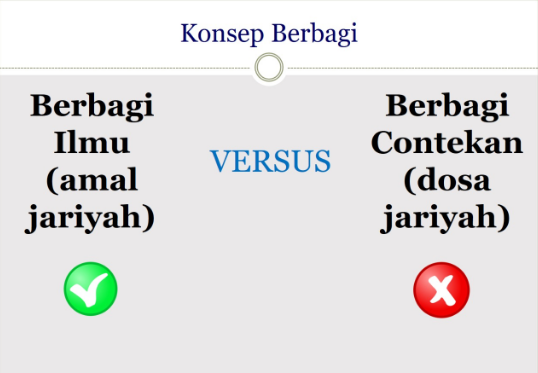 Konsep Berbagi
Berbagi
Ilmu
(amal
jariyah)
VERSUS
Berbagi
Contekan
(dosa
jariyah)